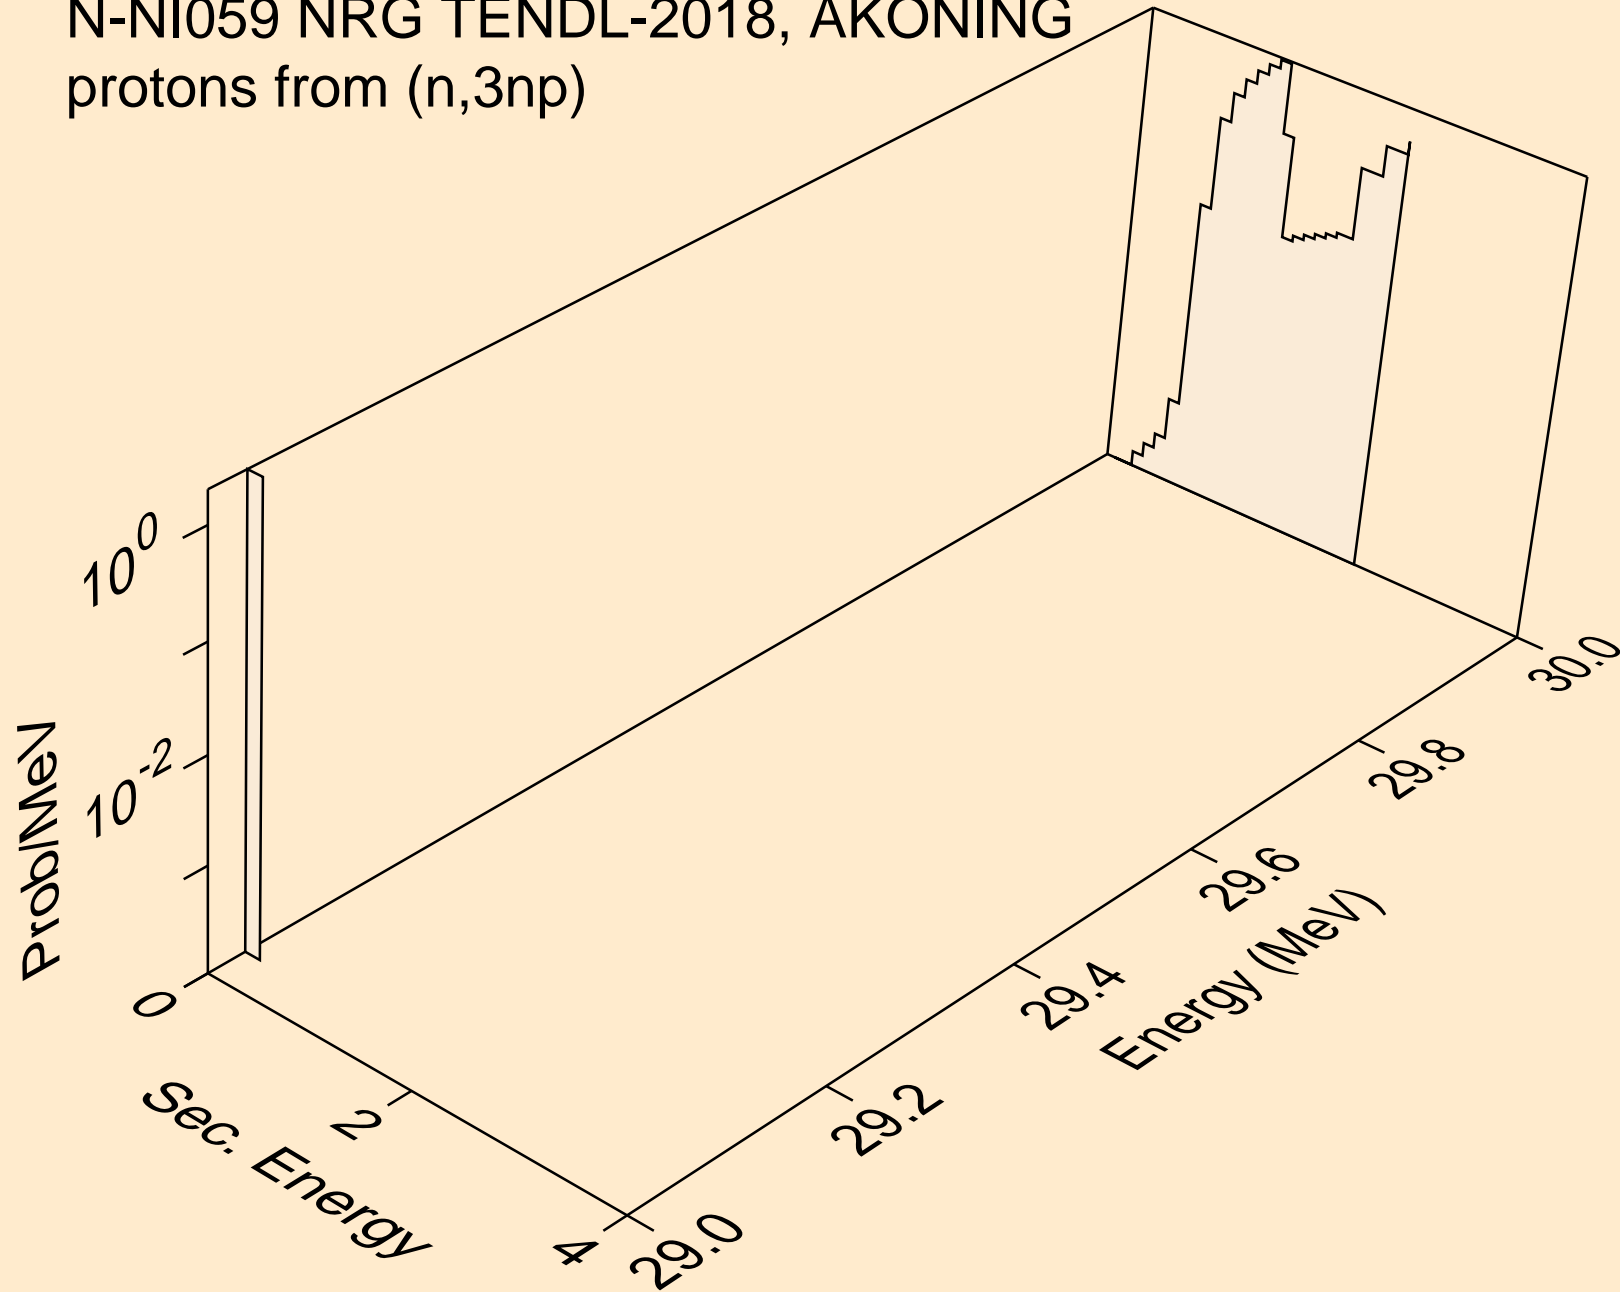 N-NI059 NRG TENDL-2018, AKONING
protons from (n,3np)
10^0
10^-2
Prob/MeV
0
2
4
Sec. Energy
29.0
29.2
29.4
29.6
29.8
30.0
Energy (MeV)